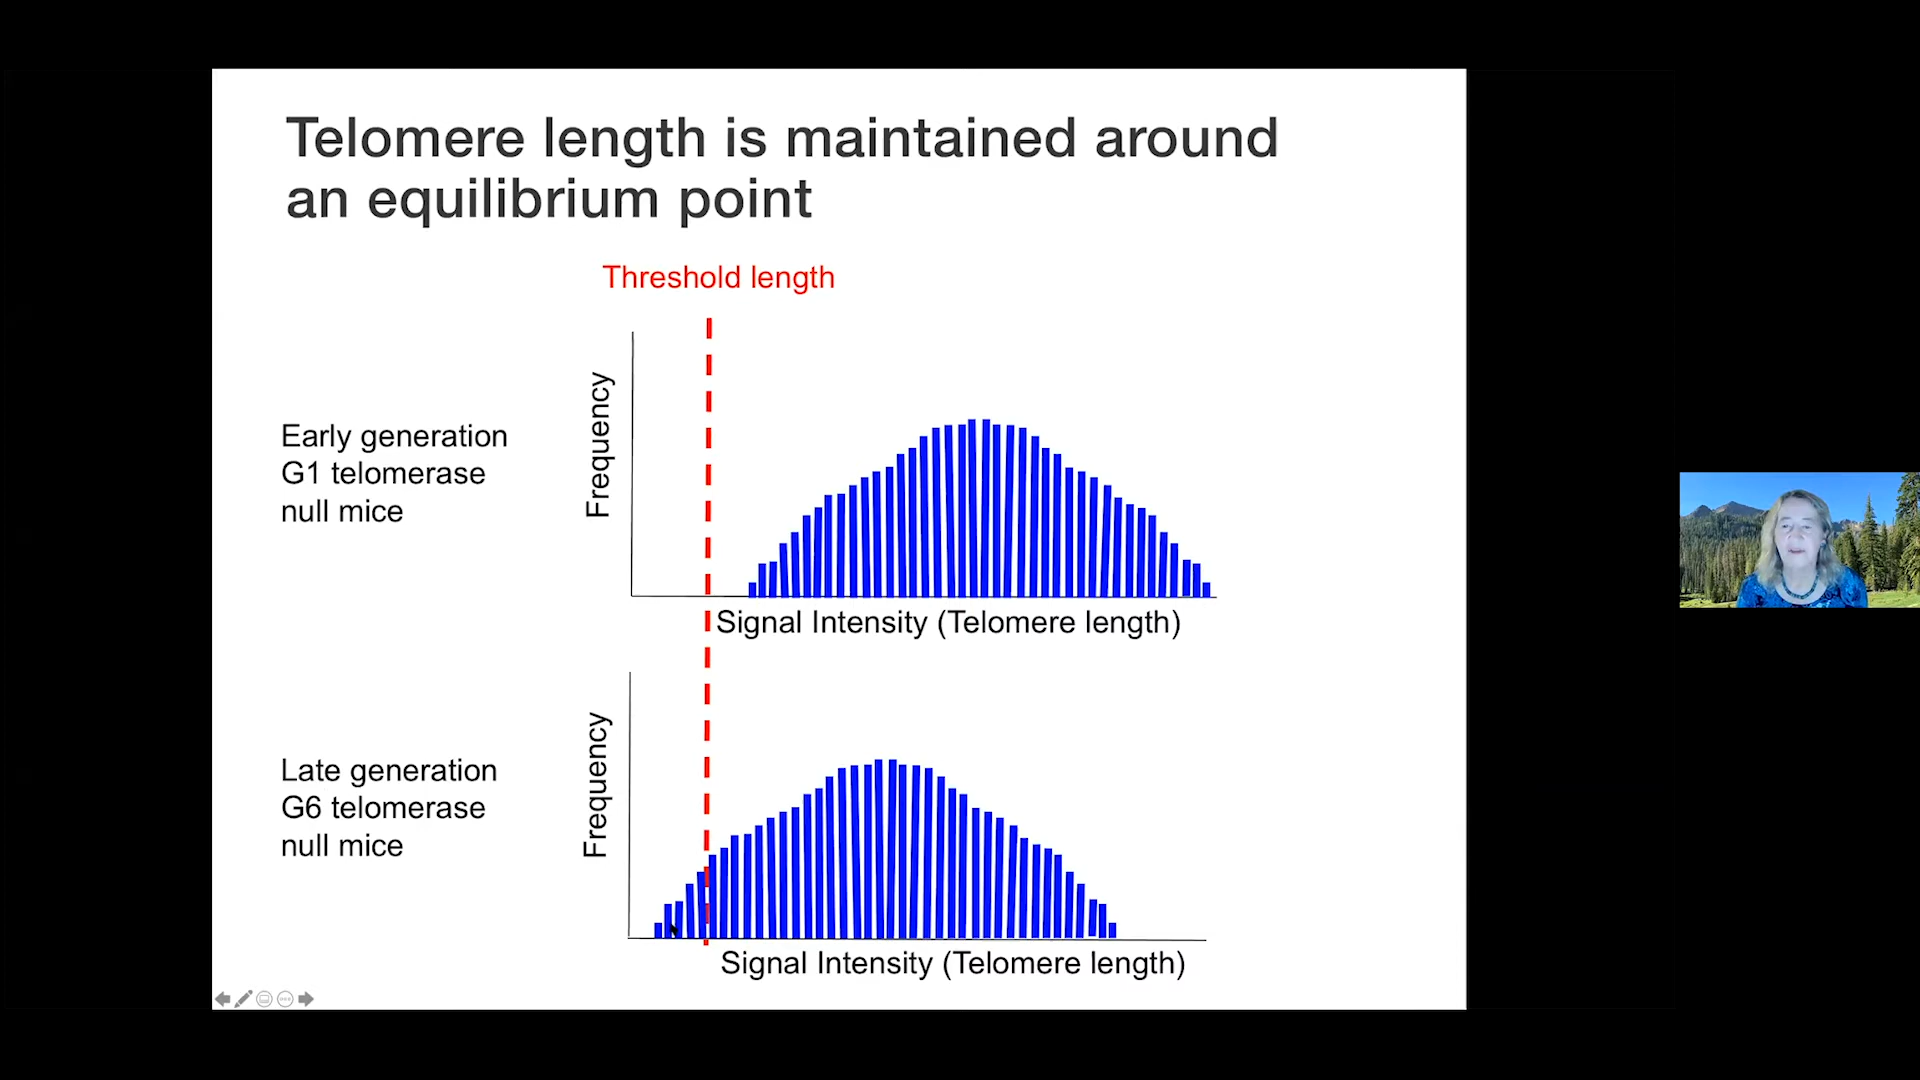 Telomere length is maintained around
an equilibrium point
Threshold length
Early generation
G1 telomerase
null mice
Frequency
Signal Intensity (Telomere length)
Late generation
G6 telomerase
null mice
Frequency
Signal Intensity (Telomere length)